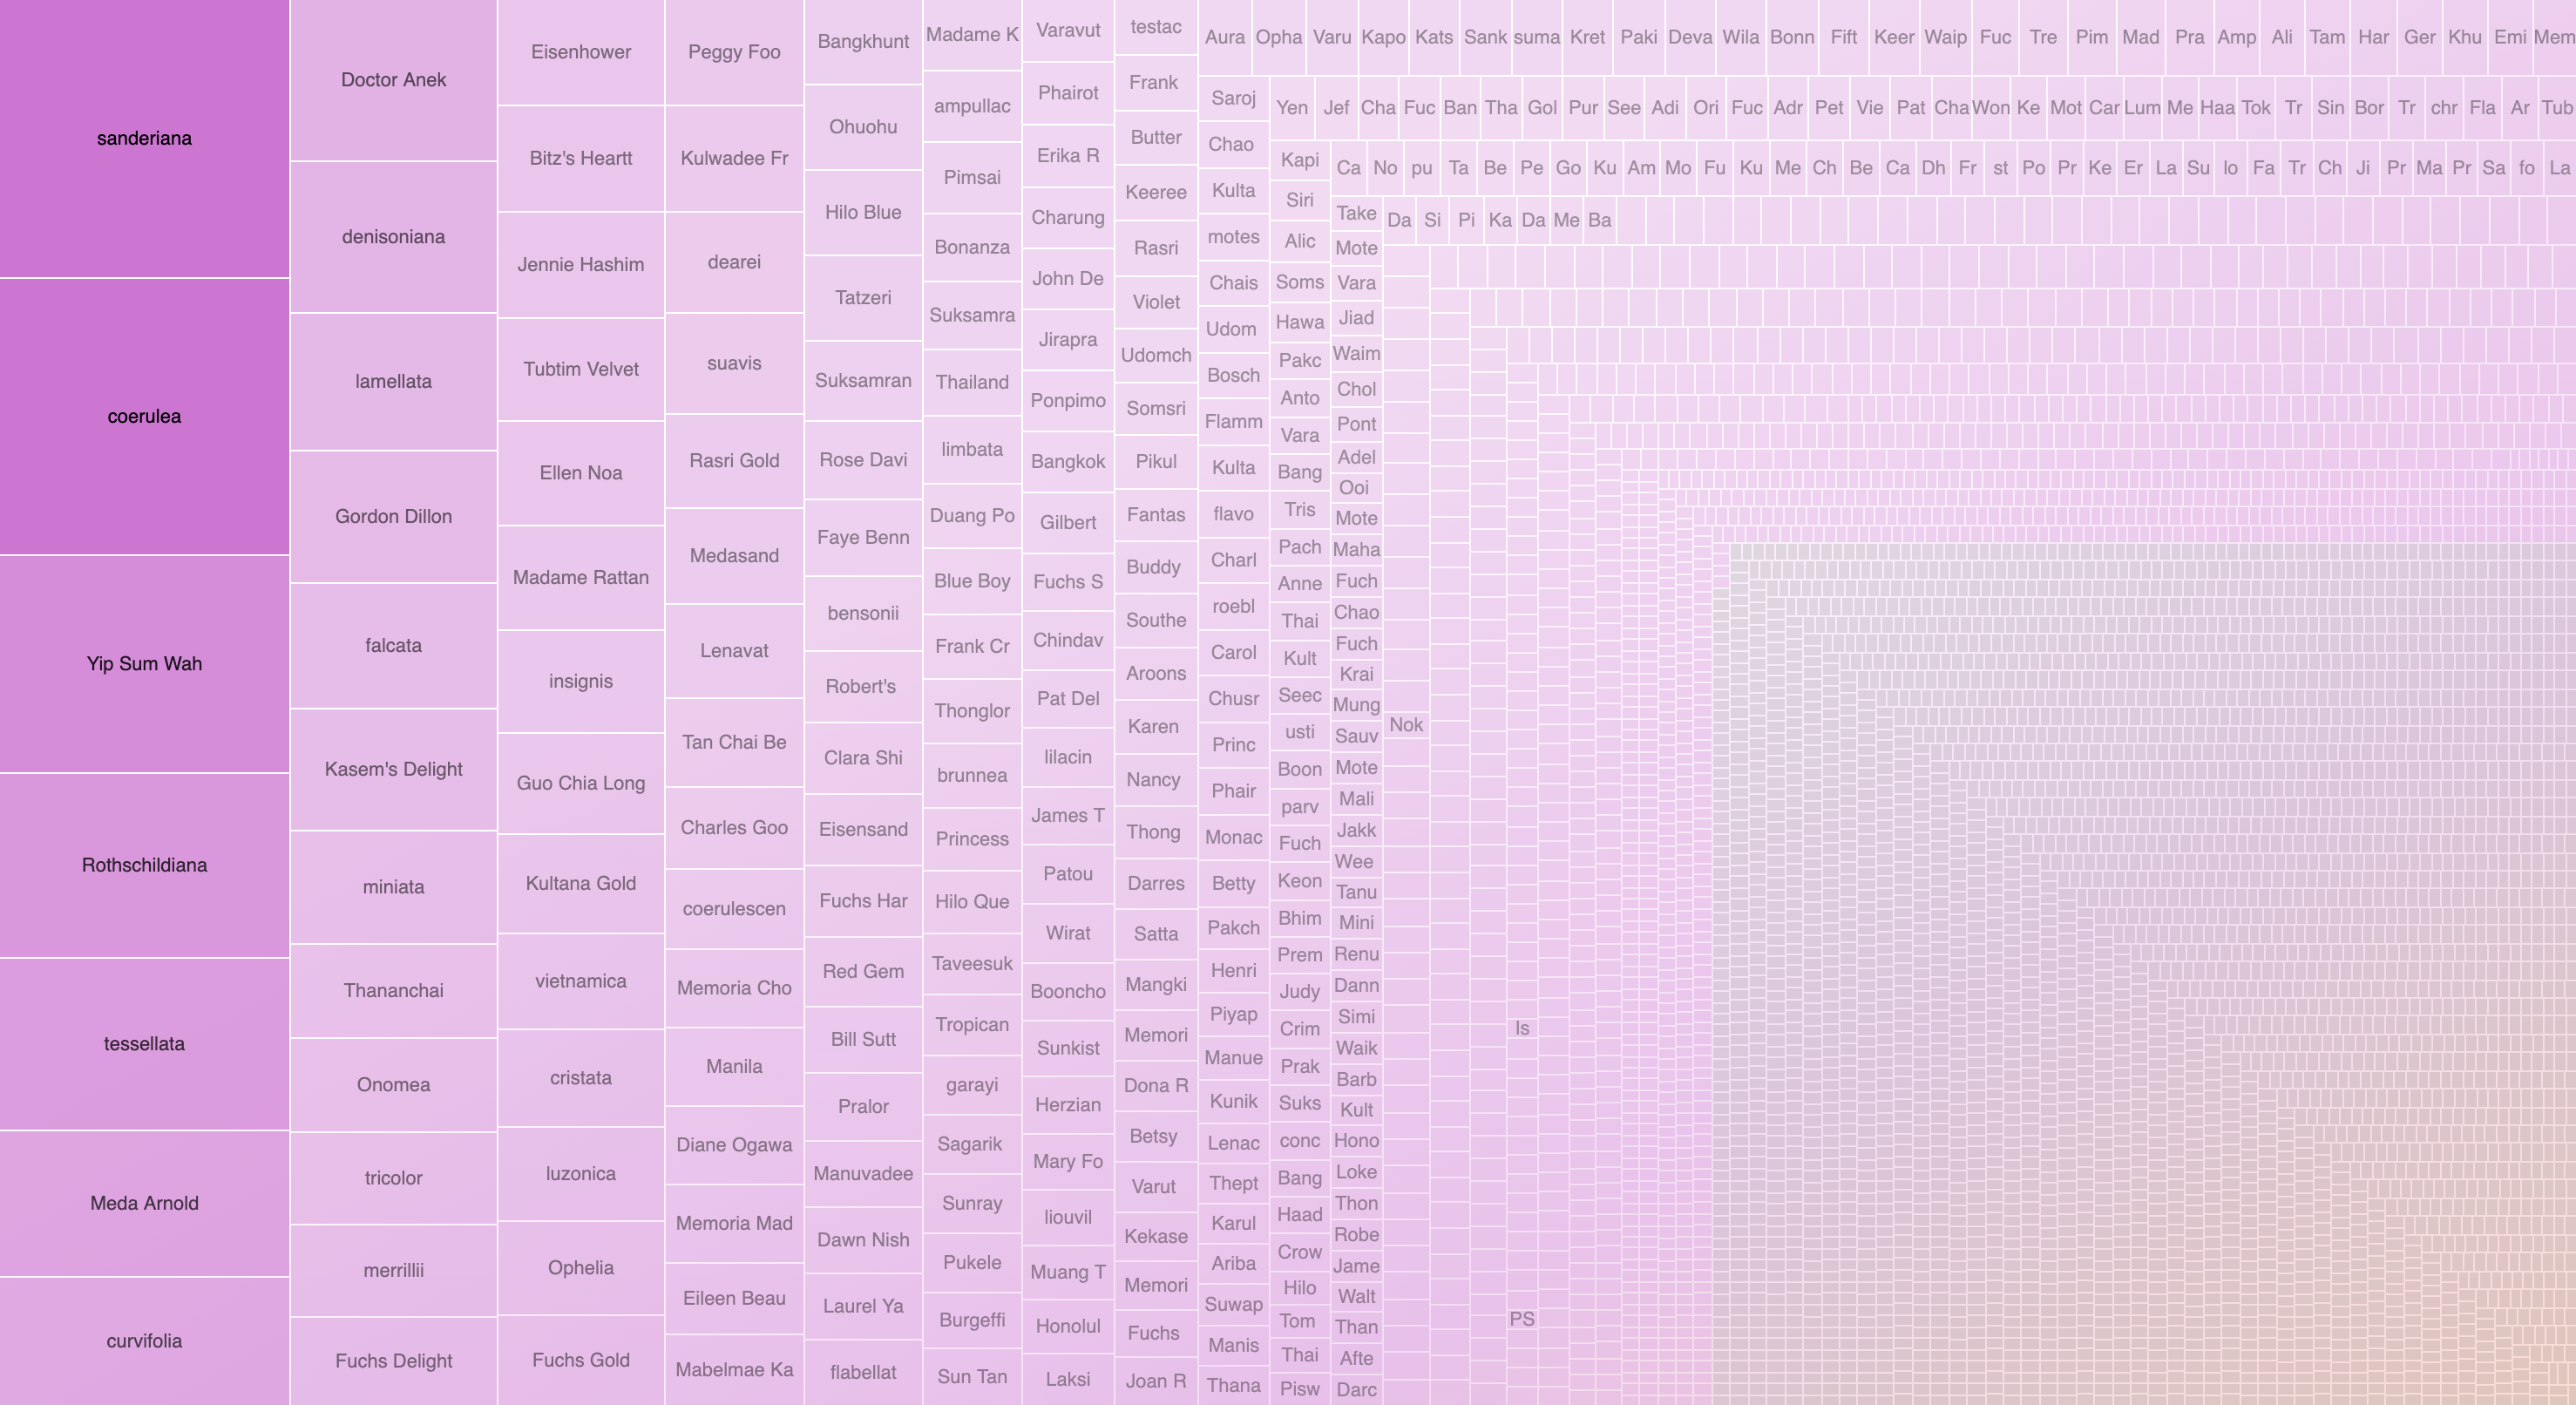 sanderiana
coerulea
Yip Sum Wah
Rothschildiana
tessellata
Meda Arnold
curvifolia
Doctor Anek
denisoniana
lamellata
Gordon Dillon
falcata
Kasem's Delight
miniata
Thananchai
Onomea
tricolor
merrillii
Fuchs Delight
Eisenhower
Bitz's Heartt
Jennie Hashim
Tubtim Velvet
Ellen Noa
Madame Rattan
insignis
Guo Chia Long
Kultana Gold
vietnamica
cristata
luzonica
Ophelia
Fuchs Gold
Peggy Foo
Kulwadee Fr
dearei
suavis
Rasri Gold
Medasand
Lenavat
Tan Chai Be
Charles Goo
coerulescen
Memoria Cho
Manila
Diane Ogawa
Memoria Mad
Eileen Beau
Mabelmae Ka
Bangkhunt
Ohuohu
Hilo Blue
Tatzeri
Suksamran
Rose Davi
Faye Benn
bensonii
Robert's
Clara Shi
Eisensand
Fuchs Har
Red Gem
Bill Sutt
Pralor
Manuvadee
Dawn Nish
Laurel Ya
flabellat
Madame K
ampullac
Pimsai
Bonanza
Suksamra
Thailand
limbata
Duang Po
Blue Boy
Frank Cr
Thonglor
brunnea
Princess
Hilo Que
Taveesuk
Tropican
garayi
Sagarik
Sunray
Pukele
Burgeffi
Sun Tan
Varavut
Phairot
Erika R
Charung
John De
Jirapra
Ponpimo
Bangkok
Gilbert
Fuchs S
Chindav
Pat Del
lilacin
James T
Patou
Wirat
Booncho
Sunkist
Herzian
Mary Fo
liouvil
Muang T
Honolul
Laksi
testac
Frank
Butter
Keeree
Rasri
Violet
Udomch
Somsri
Pikul
Fantas
Buddy
Southe
Aroons
Karen
Nancy
Thong
Darres
Satta
Mangki
Memori
Dona R
Betsy
Varut
Kekase
Memori
Fuchs
Joan R
Aura
Opha
Varu
Kapo
Kats
Sank
suma
Kret
Paki
Deva
Wila
Bonn
Fift
Keer
Waip
Fuc
Tre
Pim
Mad
Pra
Amp
Ali
Tam
Har
Ger
Khu
Emi
Mem
Saroj
Chao
Kulta
motes
Chais
Udom
Bosch
Flamm
Kulta
flavo
Charl
roebl
Carol
Chusr
Princ
Phair
Monac
Betty
Pakch
Henri
Piyap
Manue
Kunik
Lenac
Thept
Karul
Ariba
Suwap
Manis
Thana
Yen
Jef
Cha
Fuc
Ban
Tha
Gol
Pur
See
Adi
Ori
Fuc
Adr
Pet
Vie
Pat
Cha
Won
Ke
Mot
Car
Lum
Me
Haa
Tok
Tr
Sin
Bor
Tr
chr
Fla
Ar
Tub
Kapi
Siri
Alic
Soms
Hawa
Pakc
Anto
Vara
Bang
Tris
Pach
Anne
Thai
Kult
Seec
usti
Boon
parv
Fuch
Keon
Bhim
Prem
Judy
Crim
Prak
Suks
conc
Bang
Haad
Crow
Hilo
Tom
Thai
Pisw
Ca
No
pu
Ta
Be
Pe
Go
Ku
Am
Mo
Fu
Ku
Me
Ch
Be
Ca
Dh
Fr
st
Po
Pr
Ke
Er
La
Su
lo
Fa
Tr
Ch
Ji
Pr
Ma
Pr
Sa
fo
La
Take
Mote
Vara
Jiad
Waim
Chol
Pont
Adel
Ooi
Mote
Maha
Fuch
Chao
Fuch
Krai
Mung
Sauv
Mote
Mali
Jakk
Wee
Tanu
Mini
Renu
Dann
Simi
Waik
Barb
Kult
Hono
Loke
Thon
Robe
Jame
Walt
Than
Afte
Darc
Da
Si
Pi
Ka
Da
Me
Ba
Nok
Is
PS